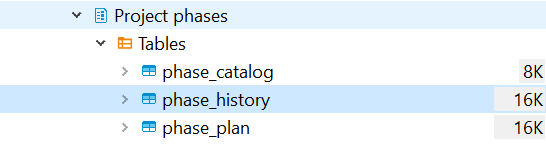 Project phases
Tables
phase_catalog 8K
phase_history 16K
phase_plan 16K